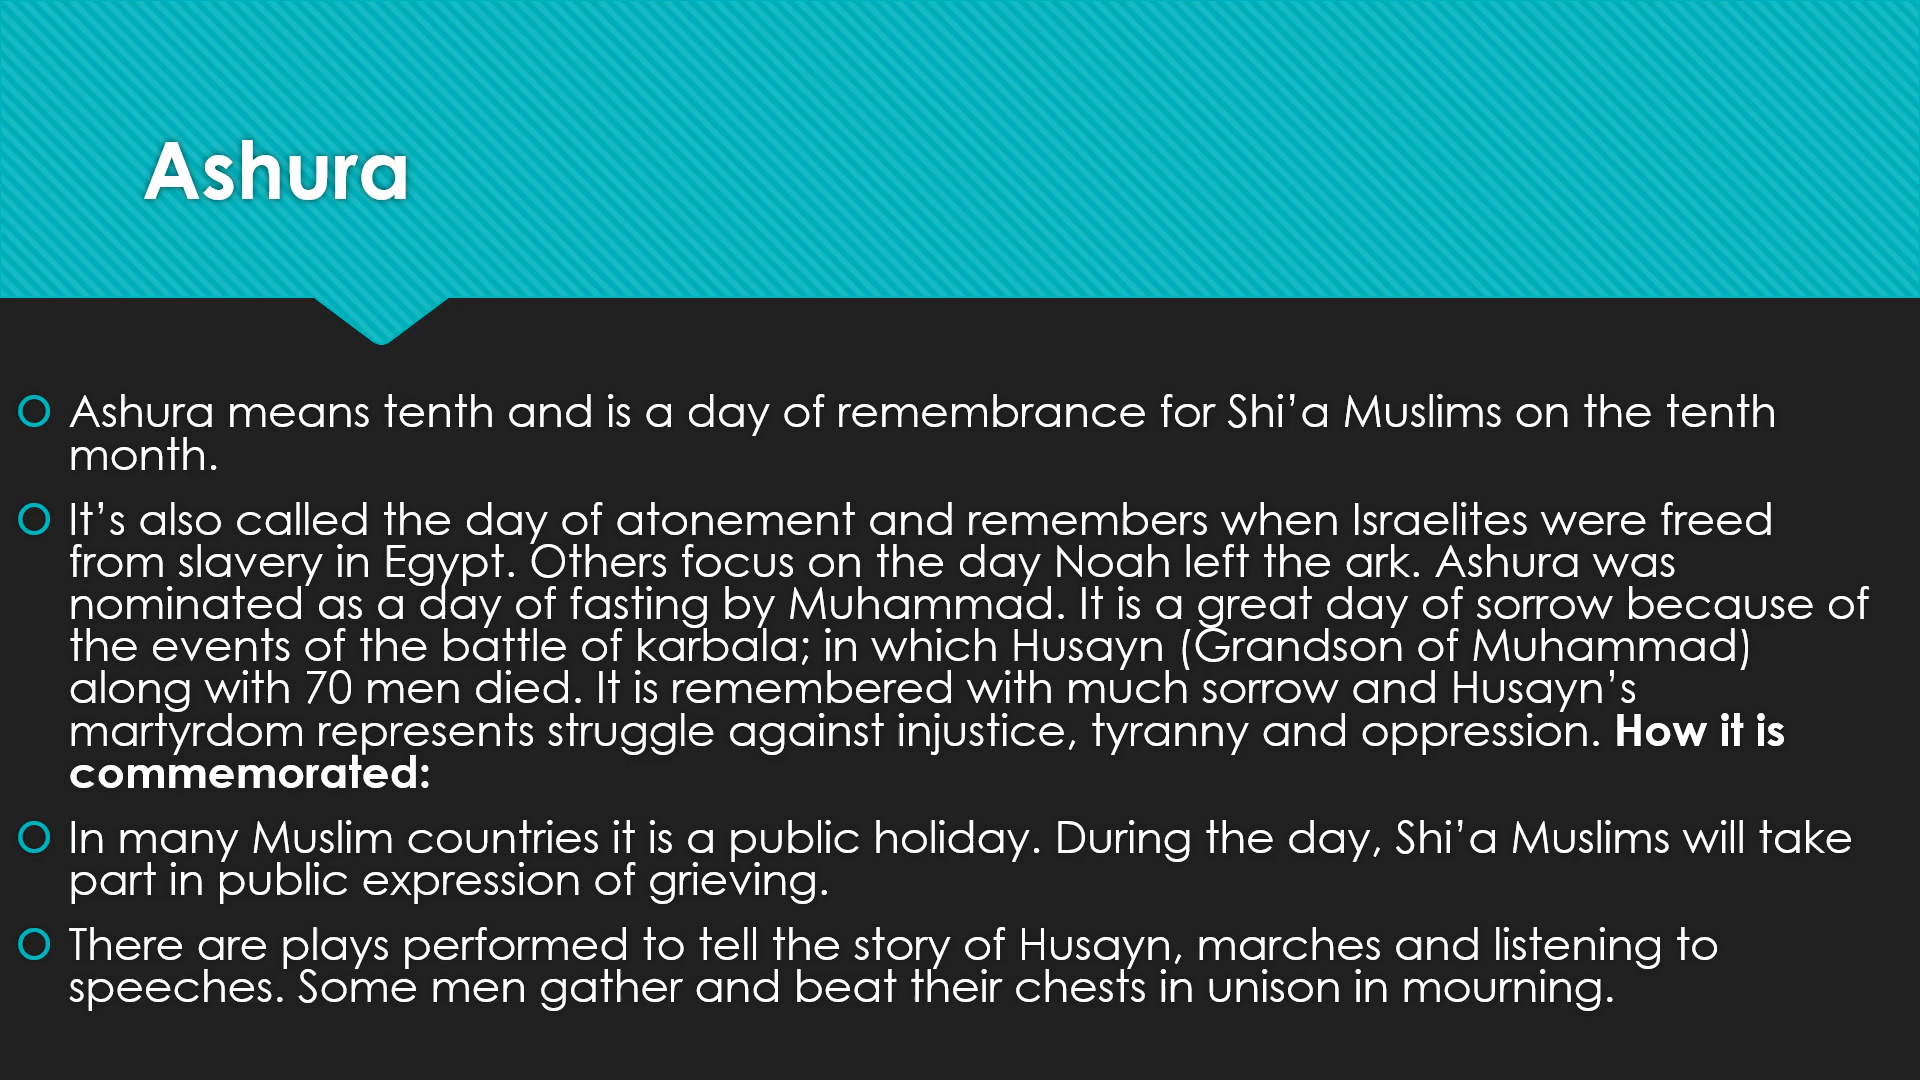 Ashura
Ashura means tenth and is a day of remembrance for Shi’a Muslims on the tenth
month.
It’s also called the day of atonement and remembers when Israelites were freed
from slavery in Egypt. Others focus on the day Noah left the ark. Ashura was
nominated as a day of fasting by Muhammad. It is a great day of sorrow because of
the events of the battle of karbala; in which Husayn (Grandson of Muhammad)
along with 70 men died. It is remembered with much sorrow and Husayn’s
martyrdom represents struggle against injustice, tyranny and oppression. How it is
commemorated:
In many Muslim countries it is a public holiday. During the day, Shi’a Muslims will take
part in public expression of grieving.
There are plays performed to tell the story of Husayn, marches and listening to
speeches. Some men gather and beat their chests in unison in mourning.